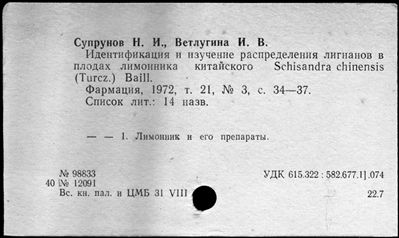 Супрунов Н. И., Ветлугина И. В.
Идентификация и изучение распределения лигнанов в
плодах лимонника китайского Schisandra chinensis
(Turcz.) Baill.
Фармация, 1972, т. 21, № 3, с. 34—37.
Список лит.: 14 назв.
— — 1. Лимонник и его препараты.
№ 98833
УДК 615.322 : 582.677.1].074
40 |№ 12091
Вс. кн. пал. и ЦМБ 31 VIII
22.7